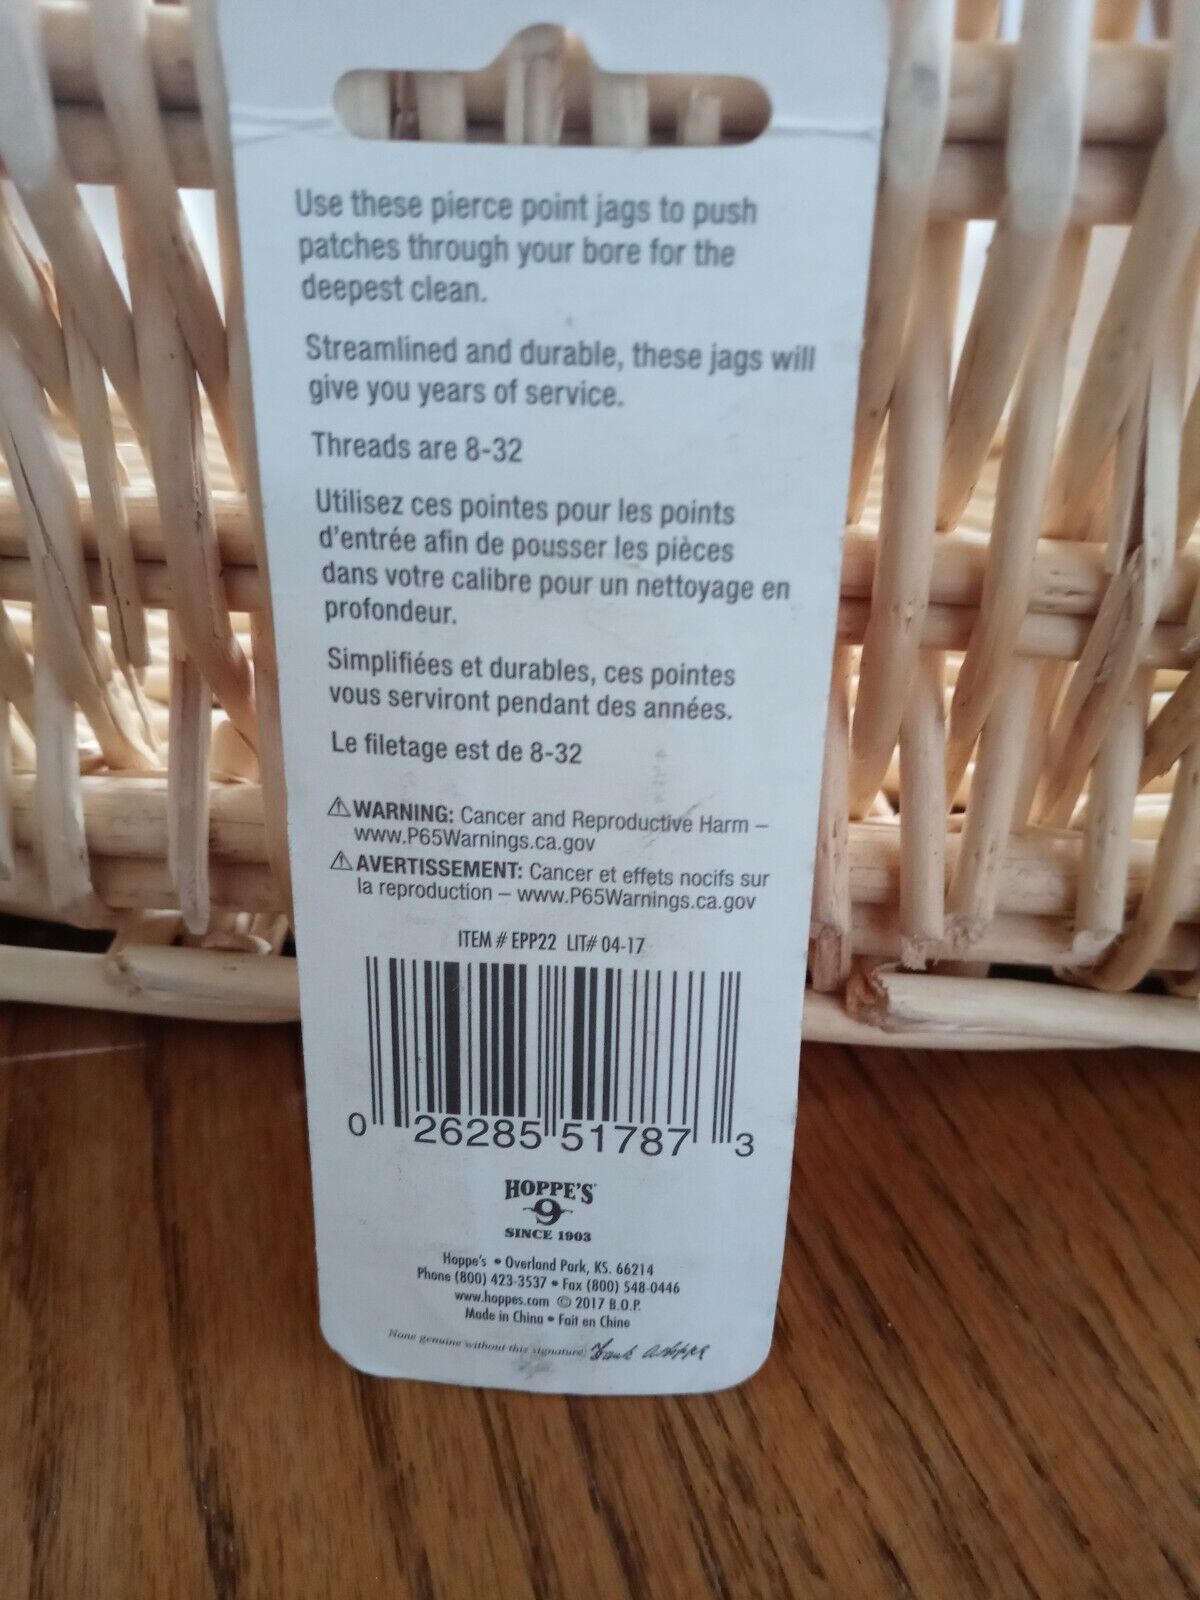 Use these pierce point jags to push
patches through your bore for the
deepest clean.
Streamlined and durable, these jags will
give you years of service.
Threads are 8-32
Utilisez ces pointes pour les points
d'entrée afin de pousser les pièces
dans votre calibre pour un nettoyage en
profondeur.
Simplifiées et durables, ces pointes
vous serviront pendant des années.
Le filetage est de 8-32
⚠WARNING: Cancer and Reproductive Harm –
www.P65Warnings.ca.gov
⚠AVERTISSEMENT: Cancer et effets nocifs sur
la reproduction – www.P65Warnings.ca.gov
ITEM # EPP22 LIT# 04-17
0 26285 51787 3
HOPPE'S
9
SINCE 1903
Hoppe's • Overland Park, KS. 66214
Phone (800) 423-3537 • Fax (800) 548-0446
www.hoppes.com © 2017 B.O.P.
Made in China • Fait en Chine
None genuine without this signature: Frank A Hoppe